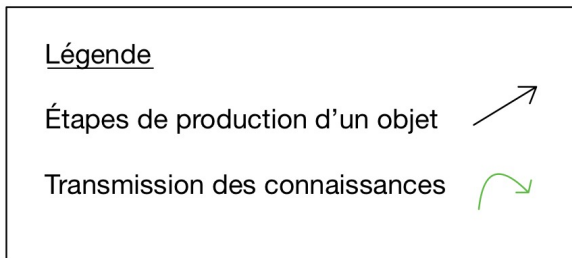 Légende
Étapes de production d'un objet
Transmission des connaissances